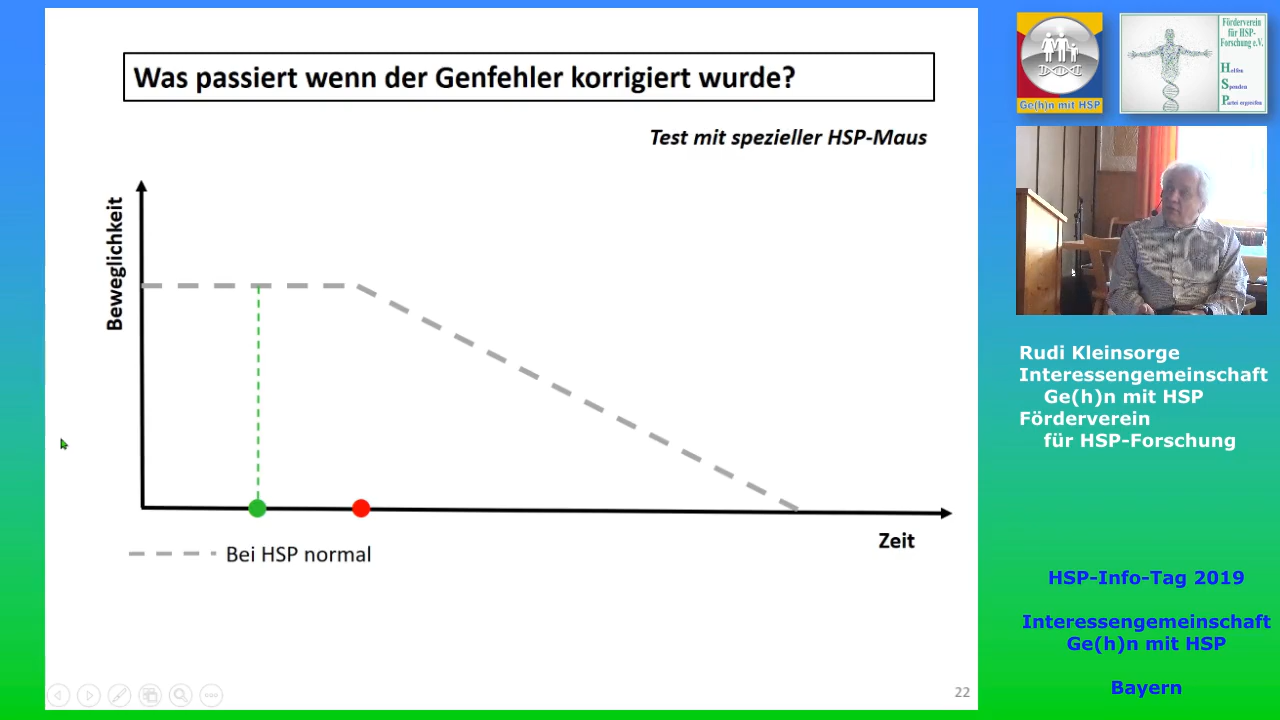 Was passiert wenn der Genfehler korrigiert wurde?
Test mit spezieller HSP-Maus
Beweglichkeit
Zeit
Bei HSP normal
22
Ge(h)n mit HSP
Förderverein
für HSP-
Forschung e.V.
Helfen
Spenden
Partei ergreifen
Rudi Kleinsorge
Interessengemeinschaft
Ge(h)n mit HSP
Förderverein
für HSP-Forschung
HSP-Info-Tag 2019
Interessengemeinschaft
Ge(h)n mit HSP
Bayern